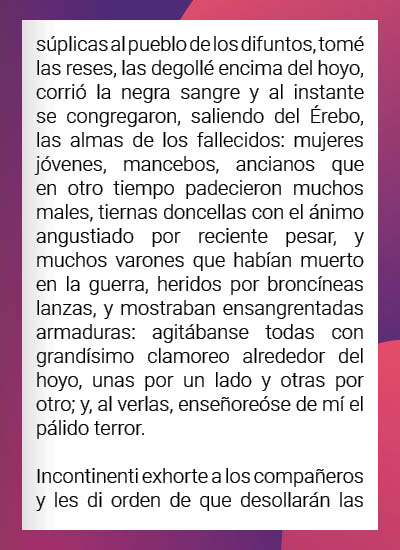 súplicas al pueblo de los difuntos, tomé
las reses, las degollé encima del hoyo,
corrió la negra sangre y al instante
se congregaron, saliendo del Érebo,
las almas de los fallecidos: mujeres
jóvenes, mancebos, ancianos que
en otro tiempo padecieron muchos
males, tiernas doncellas con el ánimo
angustiado por reciente pesar, y
muchos varones que habían muerto
en la guerra, heridos por broncíneas
lanzas, y mostraban ensangrentadas
armaduras: agitábanse todas con
grandísimo clamoreo alrededor del
hoyo, unas por un lado y otras por
otro; y, al verlas, enseñoreóse de mí el
pálido terror.
Incontinenti exhorte a los compañeros
y les di orden de que desollarán las